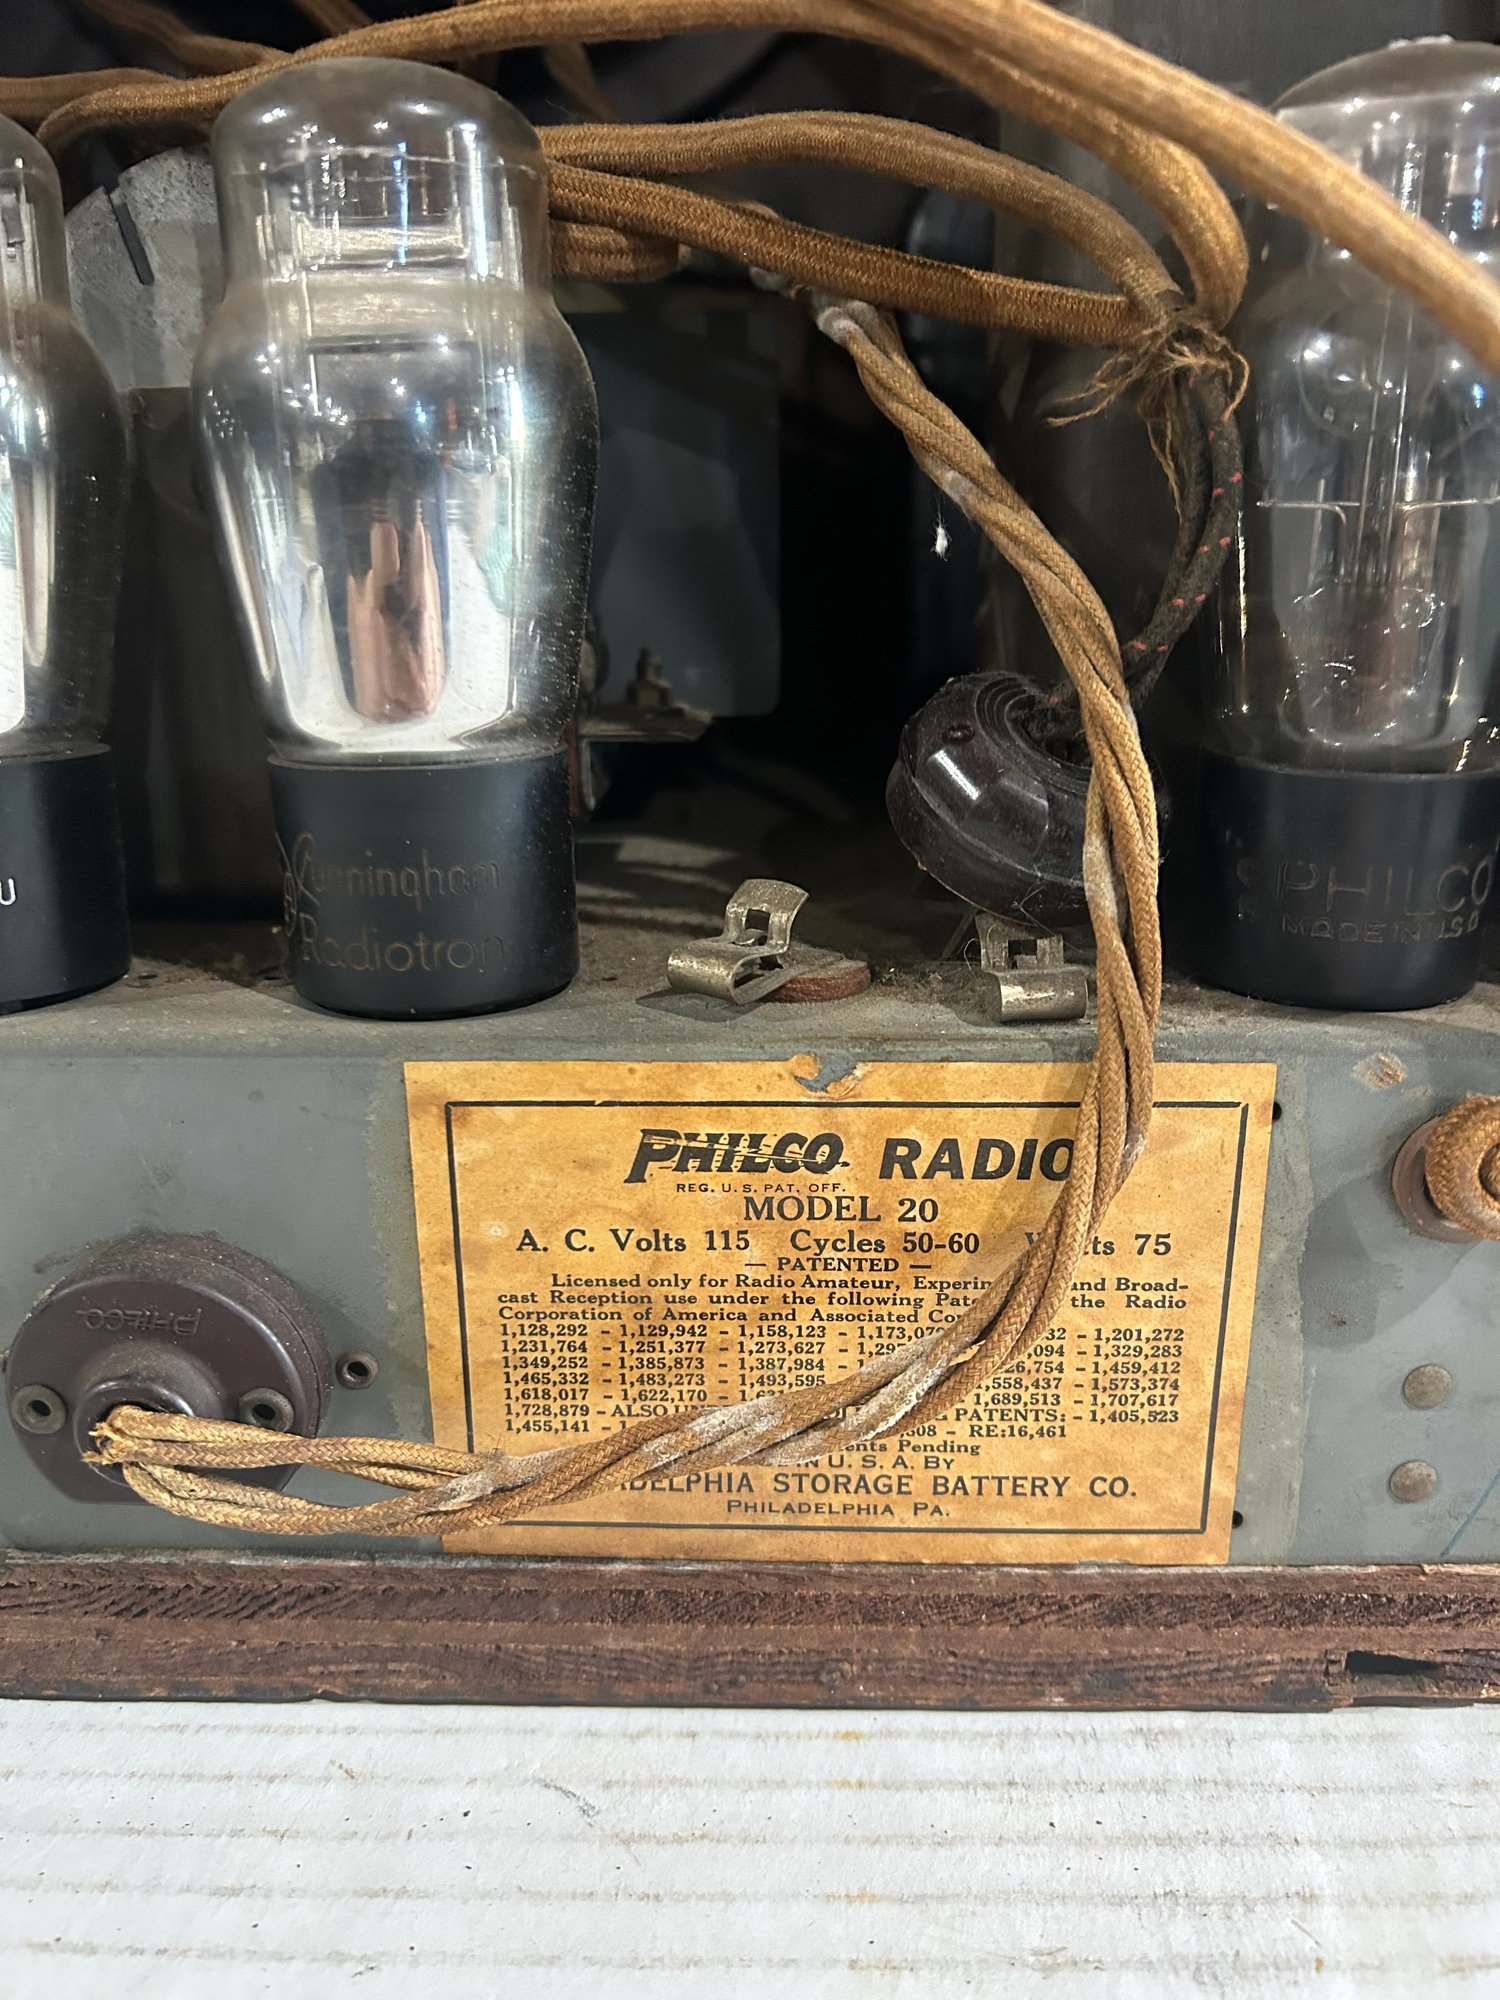 U
Cunningham
Radiotron
PHILCO
MADE IN U.S.A.
PHILCO
PHILCO RADIO
REG. U. S. PAT. OFF.
MODEL 20
A. C. Volts 115 Cycles 50-60 Watts 75
— PATENTED —
Licensed only for Radio Amateur, and Broad-
cast Reception use under the following the Radio
Corporation of America and Associated
1,128,292 – 1,129,942 – 1,158,123 – – 1,201,272
1,231,764 – 1,251,377 – 1,273,627 – – 1,329,283
1,349,252 – 1,385,873 – 1,387,984 – – 1,459,412
1,465,332 – 1,483,273 – 1,493,595 – 1,573,374
1,618,017 – 1,622,170 – 1,689,513 – 1,707,617
1,728,879 – ALSO PATENTS: – 1,405,523
1,455,141 – – RE:16,461
Pending
IN U. S. A. BY
STORAGE BATTERY CO.
PHILADELPHIA PA.